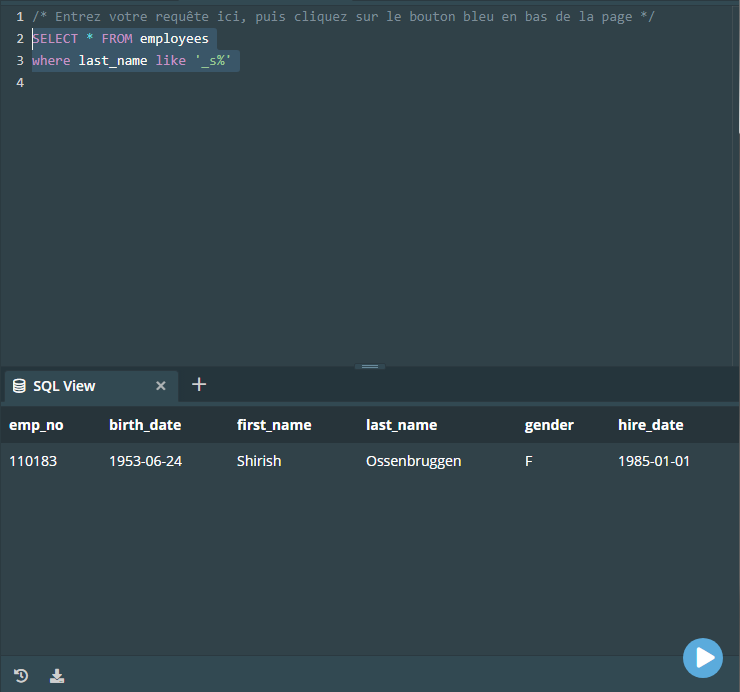 1 /* Entrez votre requête ici, puis cliquez sur le bouton bleu en bas de la page */
2 SELECT * FROM employees
3 where last_name like '_s%'
4
SQL View × +
emp_no birth_date first_name last_name gender hire_date
110183 1953-06-24 Shirish Ossenbruggen F 1985-01-01